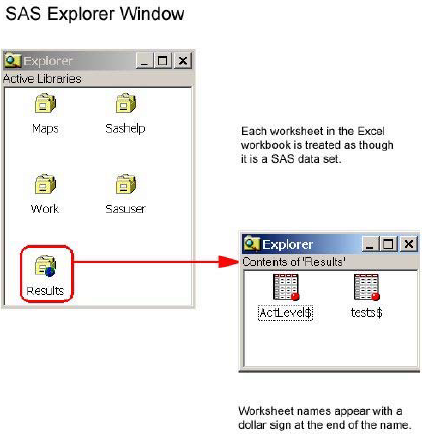 SAS Explorer Window
Explorer
Active Libraries
Maps
Sashelp
Work
Sasuser
Results
Each worksheet in the Excel
workbook is treated as though
it is a SAS data set.
Explorer
Contents of 'Results'
ActLevel$
tests$
Worksheet names appear with a
dollar sign at the end of the name.